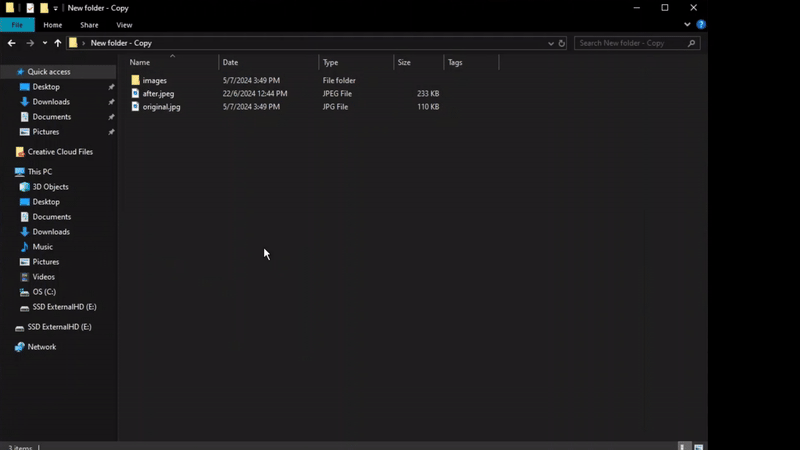 New folder - Copy
File Home Share View
New folder - Copy
Search New folder - Copy
Name Date Type Size Tags
images 5/7/2024 3:49 PM File folder
after.jpeg 22/6/2024 12:44 PM JPEG File 233 KB
original.jpg 5/7/2024 3:49 PM JPG File 110 KB
Quick access
Desktop
Downloads
Documents
Pictures
Creative Cloud Files
This PC
3D Objects
Desktop
Documents
Downloads
Music
Pictures
Videos
OS (C:)
SSD ExternalHD (E:)
SSD ExternalHD (E:)
Network
3 items